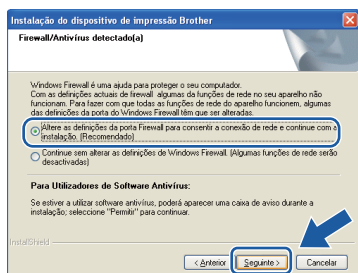 Instalação do dispositivo de impressão Brother
Firewall/Antivírus detectado(a)
Windows Firewall é uma ajuda para proteger o seu computador.
Com as definições actuais de firewall algumas da funções de rede no seu aparelho não
funcionam. Para fazer com que todas as funções de rede do aparelho funcionem, algumas
das definições da porta do Windows Firewall têm que ser alteradas.
Altere as definições da porta Firewall para consentir a conexão de rede e continue com a
instalação. (Recomendado)
Continue sem alterar as definições de Windows Firewall. (Algumas funções de rede serão
desactivadas)
Para Utilizadores de Software Antivírus:
Se estiver a utilizar software antivírus, poderá aparecer uma caixa de aviso durante a
instalação; seleccione "Permitir" para continuar.
InstallShield
< Anterior Seguinte > Cancelar